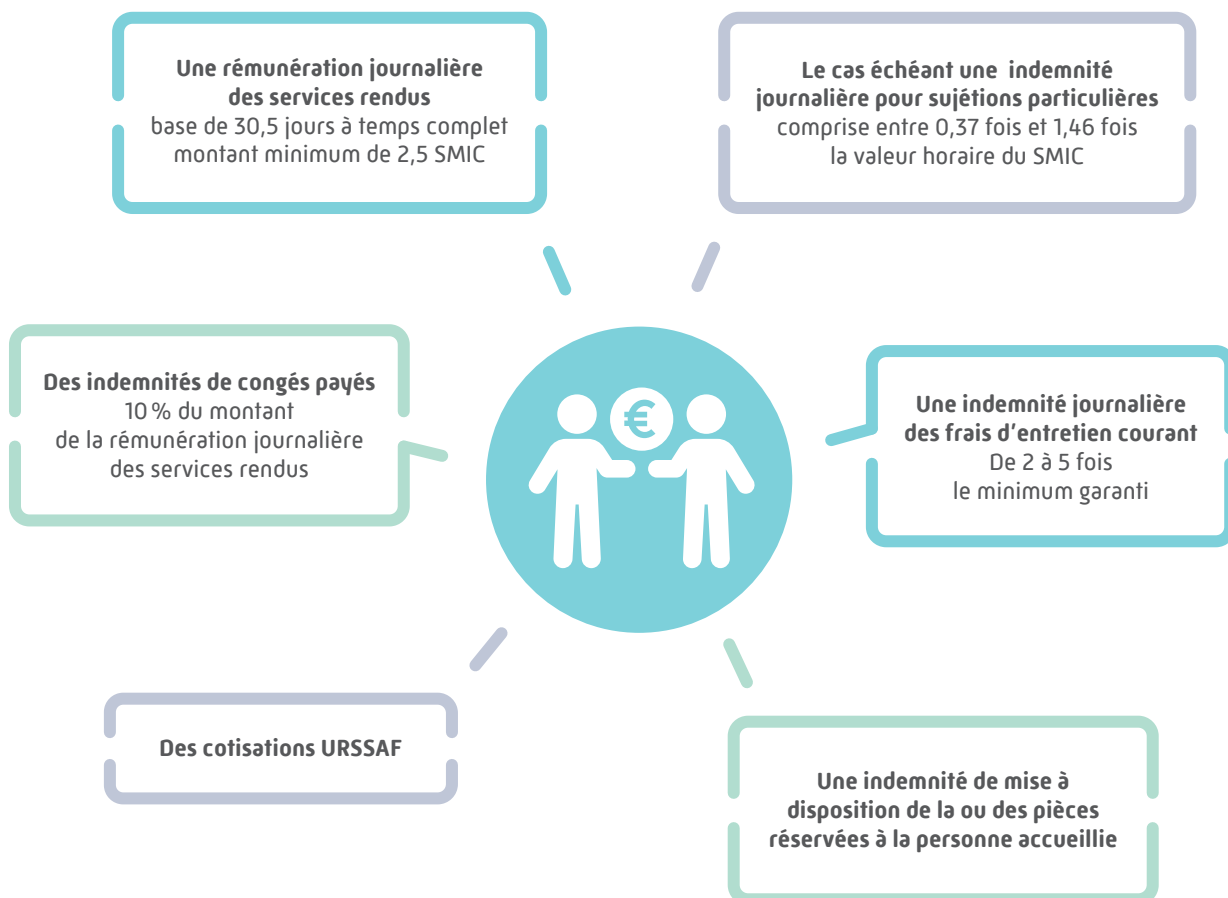 Une rémunération journalière
des services rendus
base de 30,5 jours à temps complet
montant minimum de 2,5 SMIC
Le cas échéant une indemnité
journalière pour sujétions particulières
comprise entre 0,37 fois et 1,46 fois
la valeur horaire du SMIC
Des indemnités de congés payés
10 % du montant
de la rémunération journalière
des services rendus
€
Une indemnité journalière
des frais d'entretien courant
De 2 à 5 fois
le minimum garanti
Des cotisations URSSAF
Une indemnité de mise à
disposition de la ou des pièces
réservées à la personne accueillie